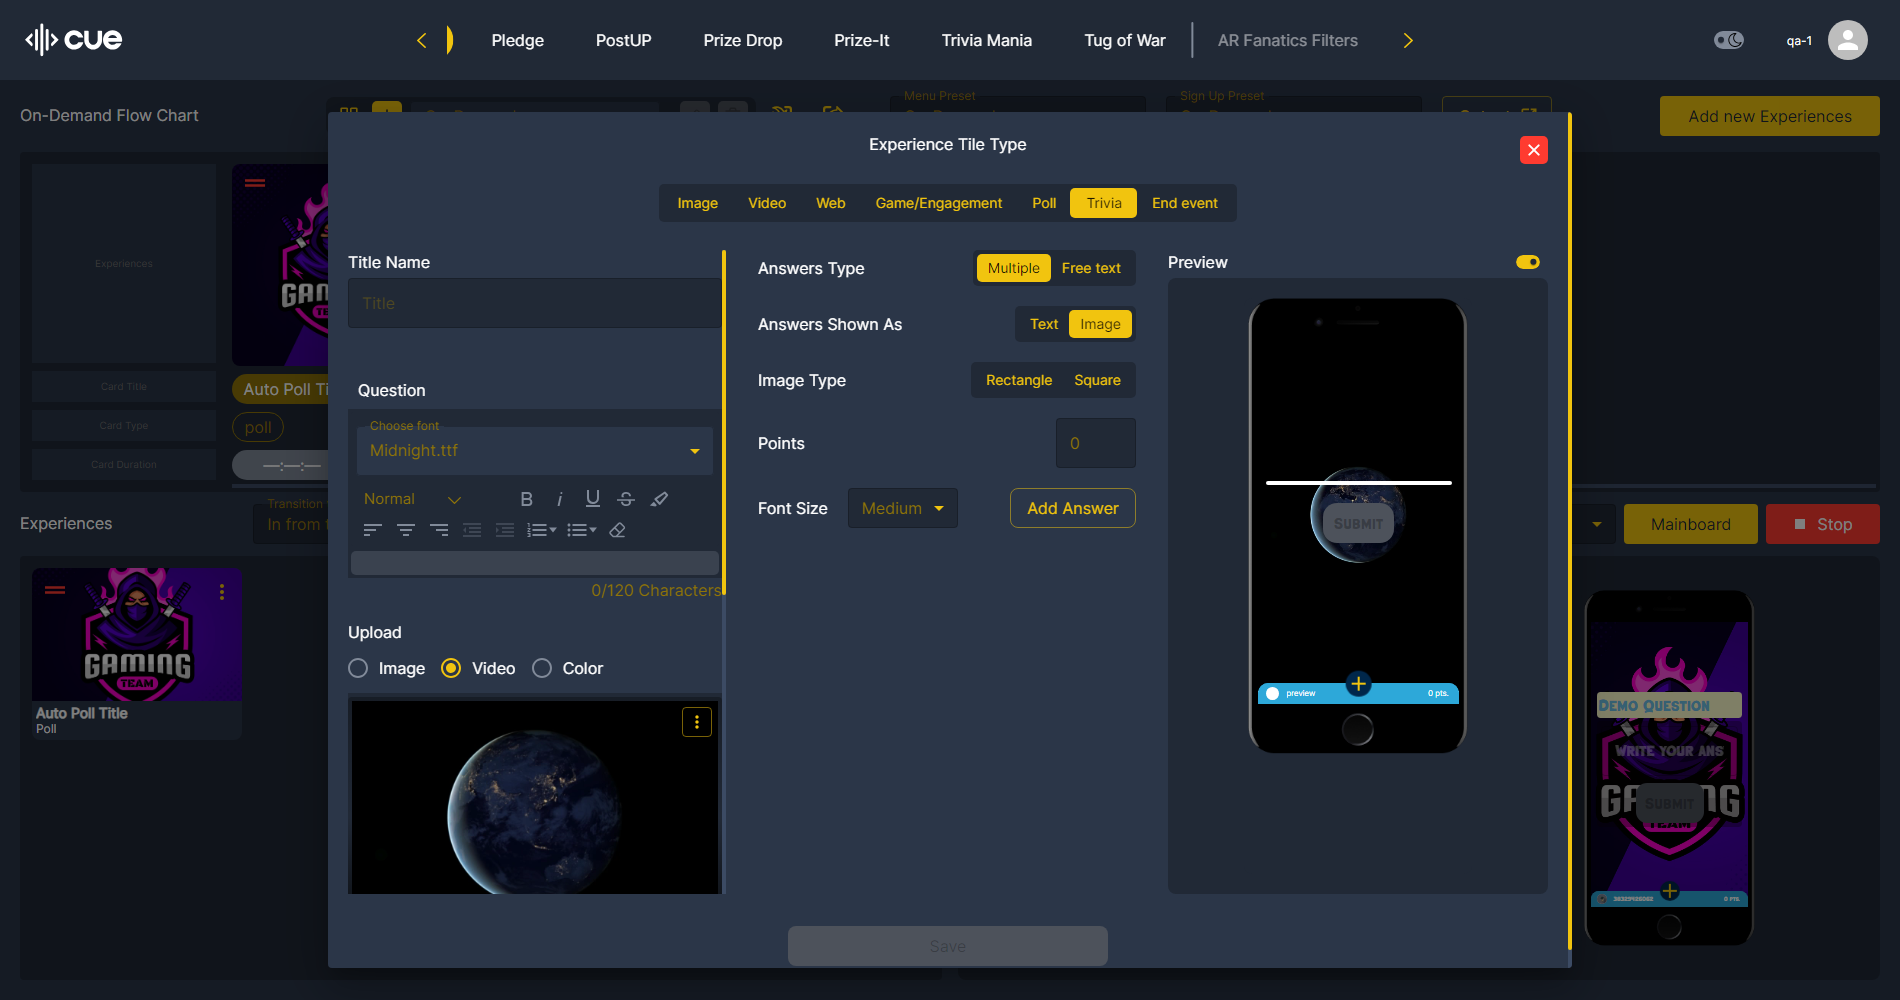 cue
Pledge
PostUP
Prize Drop
Prize-It
Trivia Mania
Tug of War
AR Fanatics Filters
qa-1
On-Demand Flow Chart
Menu Preset
Sign Up Preset
Add new Experiences
Experience Tile Type
Image
Video
Web
Game/Engagement
Poll
Trivia
End event
Experiences
Card Title
Card Type
Card Duration
Auto Poll Ti
poll
—:—:—
Title Name
Title
Question
Choose font
Midnight.ttf
Normal
B i U S
0/120 Characters
Upload
Image
Video
Color
Answers Type
Multiple
Free text
Answers Shown As
Text
Image
Image Type
Rectangle
Square
Points
0
Font Size
Medium
Add Answer
Preview
Submit
preview
0 pts.
Save
Experiences
Transition
In from
Mainboard
Stop
GAMING
TEAM
Auto Poll Title
Poll
Demo Question
Write your ans
Submit
TEAM
0 pts.